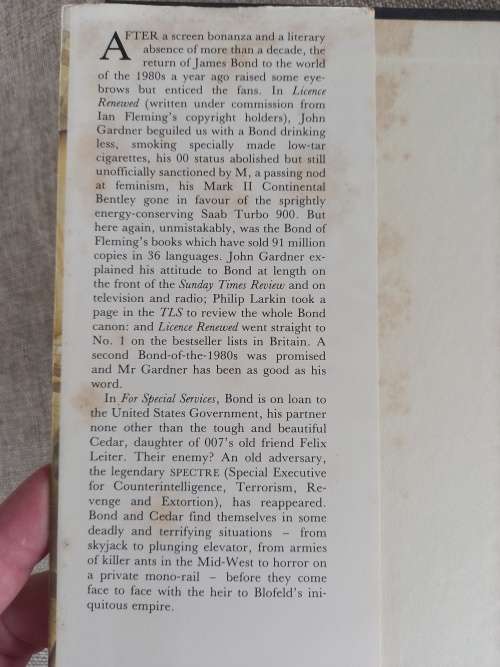 AFTER a screen bonanza and a literary
absence of more than a decade, the
return of James Bond to the world
of the 1980s a year ago raised some eye-
brows but enticed the fans. In Licence
Renewed (written under commission from
Ian Fleming's copyright holders), John
Gardner beguiled us with a Bond drinking
less, smoking specially made low-tar
cigarettes, his 00 status abolished but still
unofficially sanctioned by M, a passing nod
at feminism, his Mark II Continental
Bentley gone in favour of the sprightly
energy-conserving Saab Turbo 900. But
here again, unmistakably, was the Bond of
Fleming's books which have sold 91 million
copies in 36 languages. John Gardner ex-
plained his attitude to Bond at length on
the front of the Sunday Times Review and on
television and radio; Philip Larkin took a
page in the TLS to review the whole Bond
canon: and Licence Renewed went straight to
No. 1 on the bestseller lists in Britain. A
second Bond-of-the-1980s was promised
and Mr Gardner has been as good as his
word.
In For Special Services, Bond is on loan to
the United States Government, his partner
none other than the tough and beautiful
Cedar, daughter of 007's old friend Felix
Leiter. Their enemy? An old adversary,
the legendary SPECTRE (Special Executive
for Counterintelligence, Terrorism, Re-
venge and Extortion), has reappeared.
Bond and Cedar find themselves in some
deadly and terrifying situations – from
skyjack to plunging elevator, from armies
of killer ants in the Mid-West to horror on
a private mono-rail – before they come
face to face with the heir to Blofeld's ini-
quitous empire.